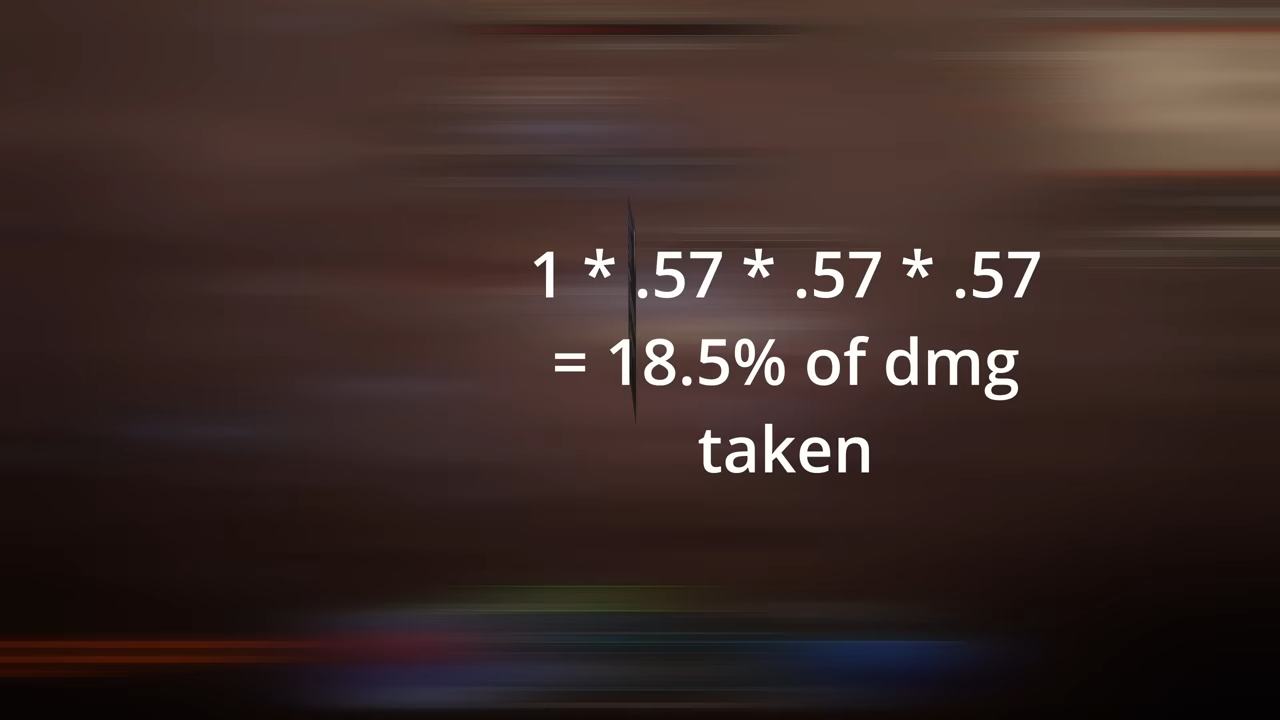 1 * .57 * .57 * .57
= 18.5% of dmg
taken